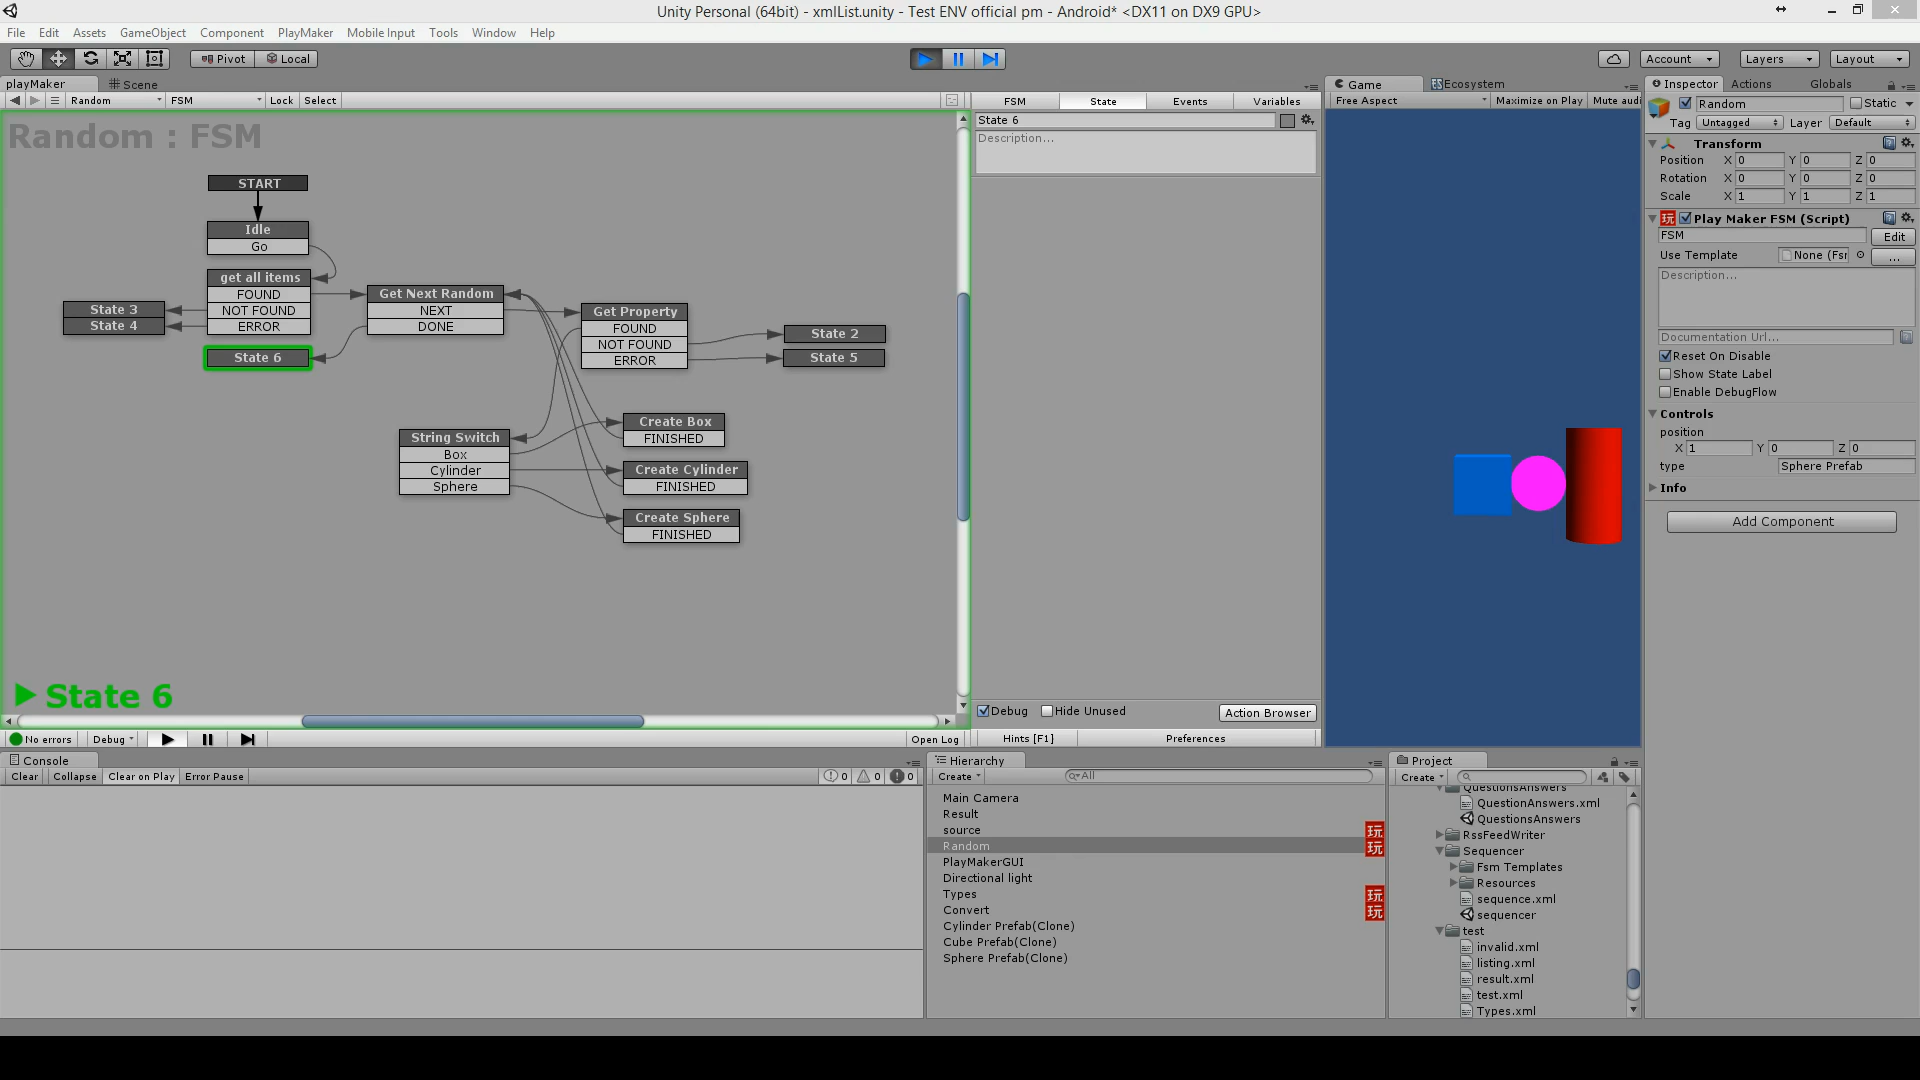 Unity Personal (64bit) - xmlList.unity - Test ENV official pm - Android* <DX11 on DX9 GPU>
File Edit Assets GameObject Component PlayMaker Mobile Input Tools Window Help
Pivot Local Account Layers Layout
playMaker Scene
Random FSM Lock Select
Random : FSM
START
Idle
Go
get all items
FOUND
NOT FOUND
ERROR
State 3
State 4
State 6
Get Next Random
NEXT
DONE
Get Property
FOUND
NOT FOUND
ERROR
State 2
State 5
String Switch
Box
Cylinder
Sphere
Create Box
FINISHED
Create Cylinder
FINISHED
Create Sphere
FINISHED
State 6
No errors Debug Open Log
FSM State Events Variables
State 6
Description...
Debug Hide Unused Action Browser
Hints [F1] Preferences
Game Ecosystem
Free Aspect Maximize on Play Mute audi
Inspector Actions Globals
Random Static
Tag Untagged Layer Default
Transform
Position X 0 Y 0 Z 0
Rotation X 0 Y 0 Z 0
Scale X 1 Y 1 Z 1
玩 Play Maker FSM (Script)
FSM Edit
Use Template None (Fsr ...
Description...
Documentation Url...
Reset On Disable
Show State Label
Enable DebugFlow
Controls
position
X 1 Y 0 Z 0
type Sphere Prefab
Info
Add Component
Console
Clear Collapse Clear on Play Error Pause 0 0 0
Hierarchy
Create All
Main Camera
Result
source 玩
Random 玩
PlayMakerGUI
Directional light
Types 玩
Convert 玩
Cylinder Prefab(Clone)
Cube Prefab(Clone)
Sphere Prefab(Clone)
Project
Create
QuestionsAnswers
QuestionAnswers.xml
QuestionsAnswers
RssFeedWriter
Sequencer
Fsm Templates
Resources
sequence.xml
sequencer
test
invalid.xml
listing.xml
result.xml
test.xml
Types.xml